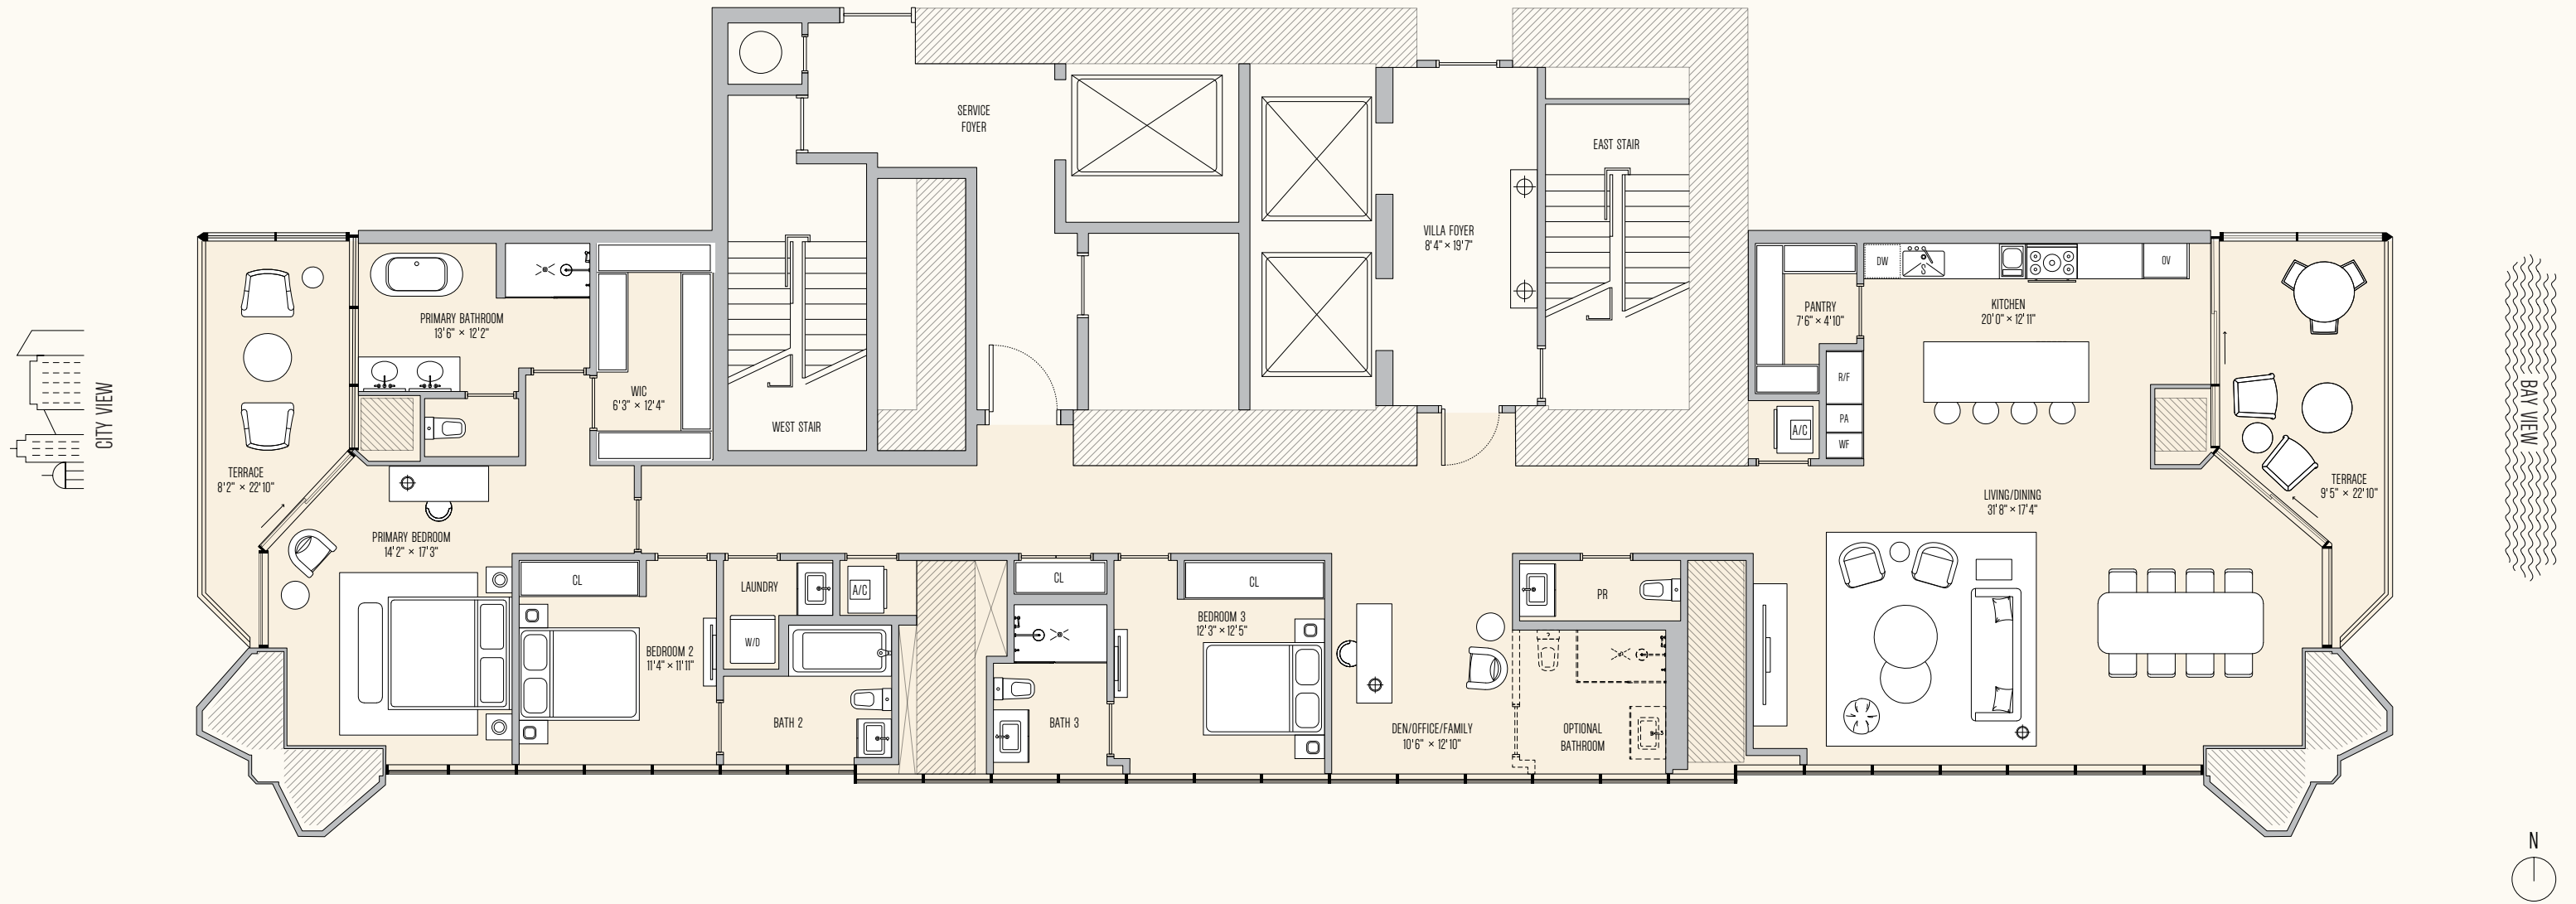 SERVICE
FOYER
EAST STAIR
VILLA FOYER
8'4" × 19'7"
DW
S
OV
PRIMARY BATHROOM
13'6" × 12'2"
PANTRY
7'6" × 4'10"
KITCHEN
20'0" × 12'11"
R/F
PA
WF
A/C
WIC
6'3" × 12'4"
WEST STAIR
CITY VIEW
BAY VIEW
TERRACE
8'2" × 22'10"
TERRACE
9'5" × 22'10"
LIVING/DINING
31'8" × 17'4"
PRIMARY BEDROOM
14'2" × 17'3"
CL
LAUNDRY
A/C
CL
CL
PR
W/D
BEDROOM 2
11'4" × 11'11"
BEDROOM 3
12'3" × 12'5"
BATH 2
BATH 3
DEN/OFFICE/FAMILY
10'6" × 12'10"
OPTIONAL
BATHROOM
N